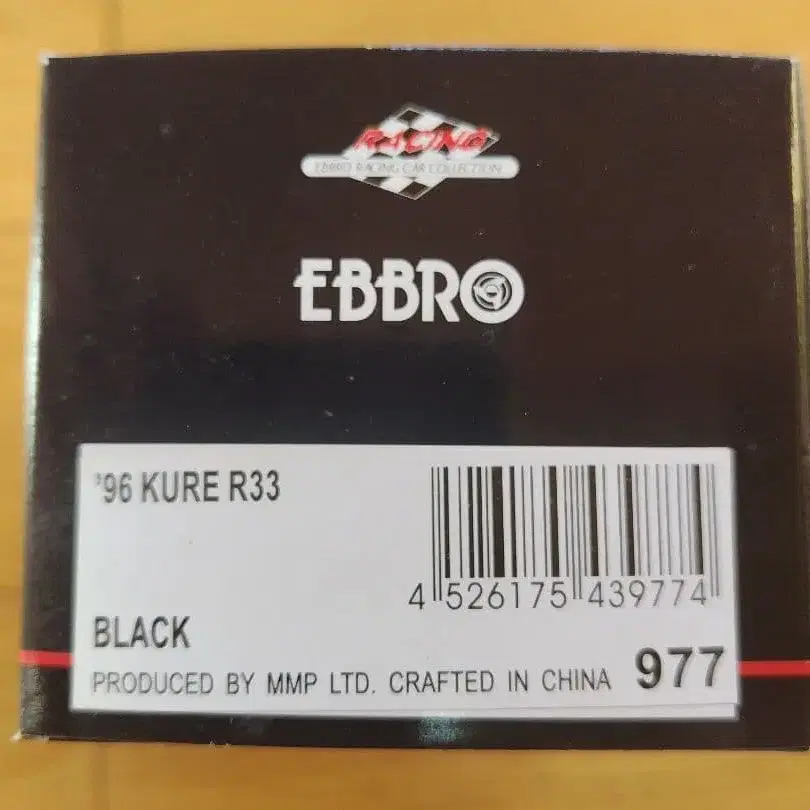 RACING
EBBRO RACING CAR COLLECTION
EBBRO
'96 KURE R33
4 526175 439774
BLACK
PRODUCED BY MMP LTD. CRAFTED IN CHINA 977